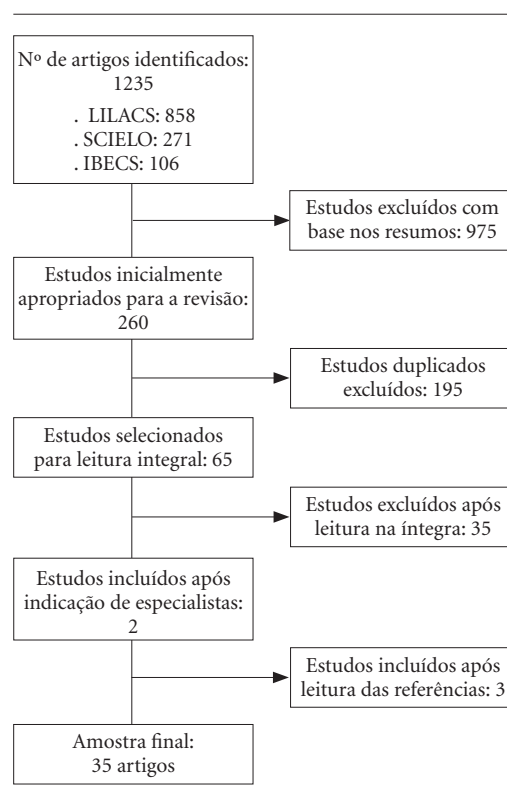 Nº de artigos identificados:
1235
. LILACS: 858
. SCIELO: 271
. IBECS: 106
Estudos excluídos com
base nos resumos: 975
Estudos inicialmente
apropriados para a revisão:
260
Estudos duplicados
excluídos: 195
Estudos selecionados
para leitura integral: 65
Estudos excluídos após
leitura na íntegra: 35
Estudos incluídos após
indicação de especialistas:
2
Estudos incluídos após
leitura das referências: 3
Amostra final:
35 artigos